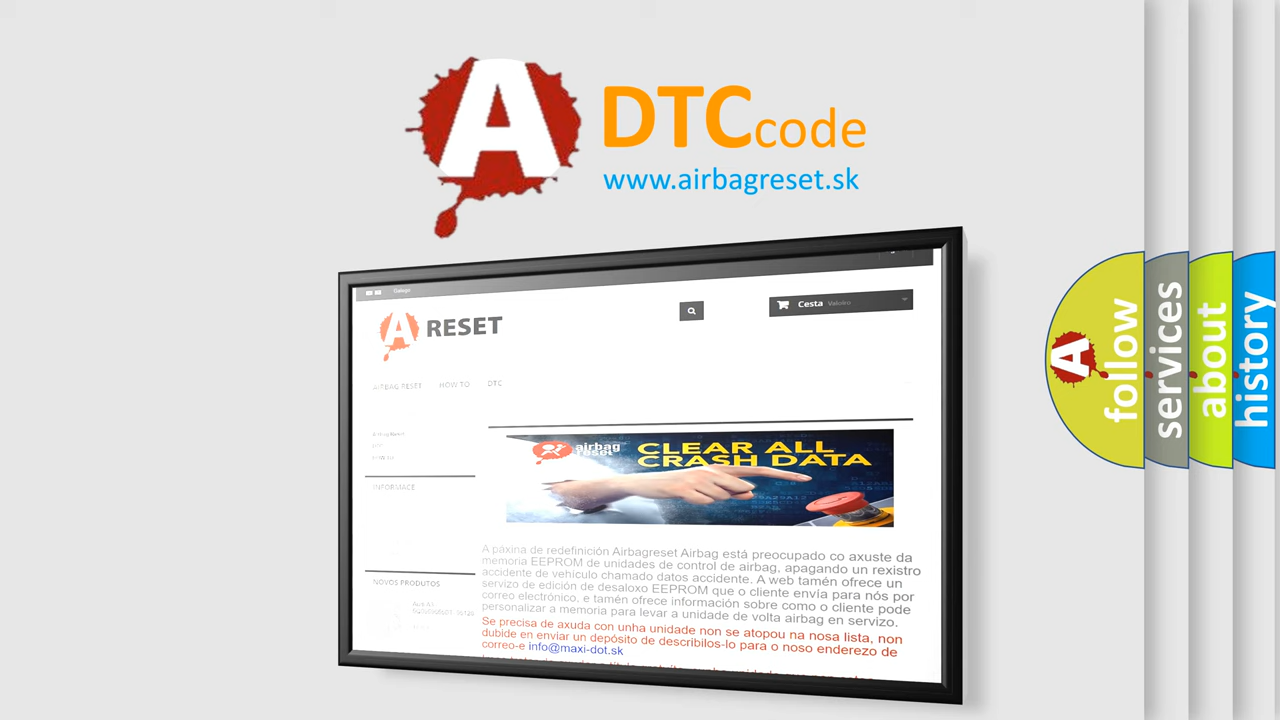 A
DTCcode
www.airbagreset.sk
Galego
A RESET
Cesta Valeiro
AIRBAG RESET HOW TO DTC
INFORMACE
airbag
reset
CLEAR ALL
CRASH DATA
A páxina de redefinición Airbagreset Airbag está preocupado co axuste da
memoria EEPROM de unidades de control de airbag, apagando un rexistro
accidente de vehículo chamado datos accidente. A web tamén ofrece un
servizo de edición de desaloxo EEPROM que o cliente envía para nós por
correo electrónico, e tamén ofrece información sobre como o cliente pode
personalizar a memoria para levar a unidade de volta airbag en servizo.
Se precisa de axuda con unha unidade non se atopou na nosa lista, non
dubide en enviar un depósito de describilos-lo para o noso enderezo de
correo-e info@maxi-dot.sk
NOVOS PRODUTOS
A
follow
services
about
history